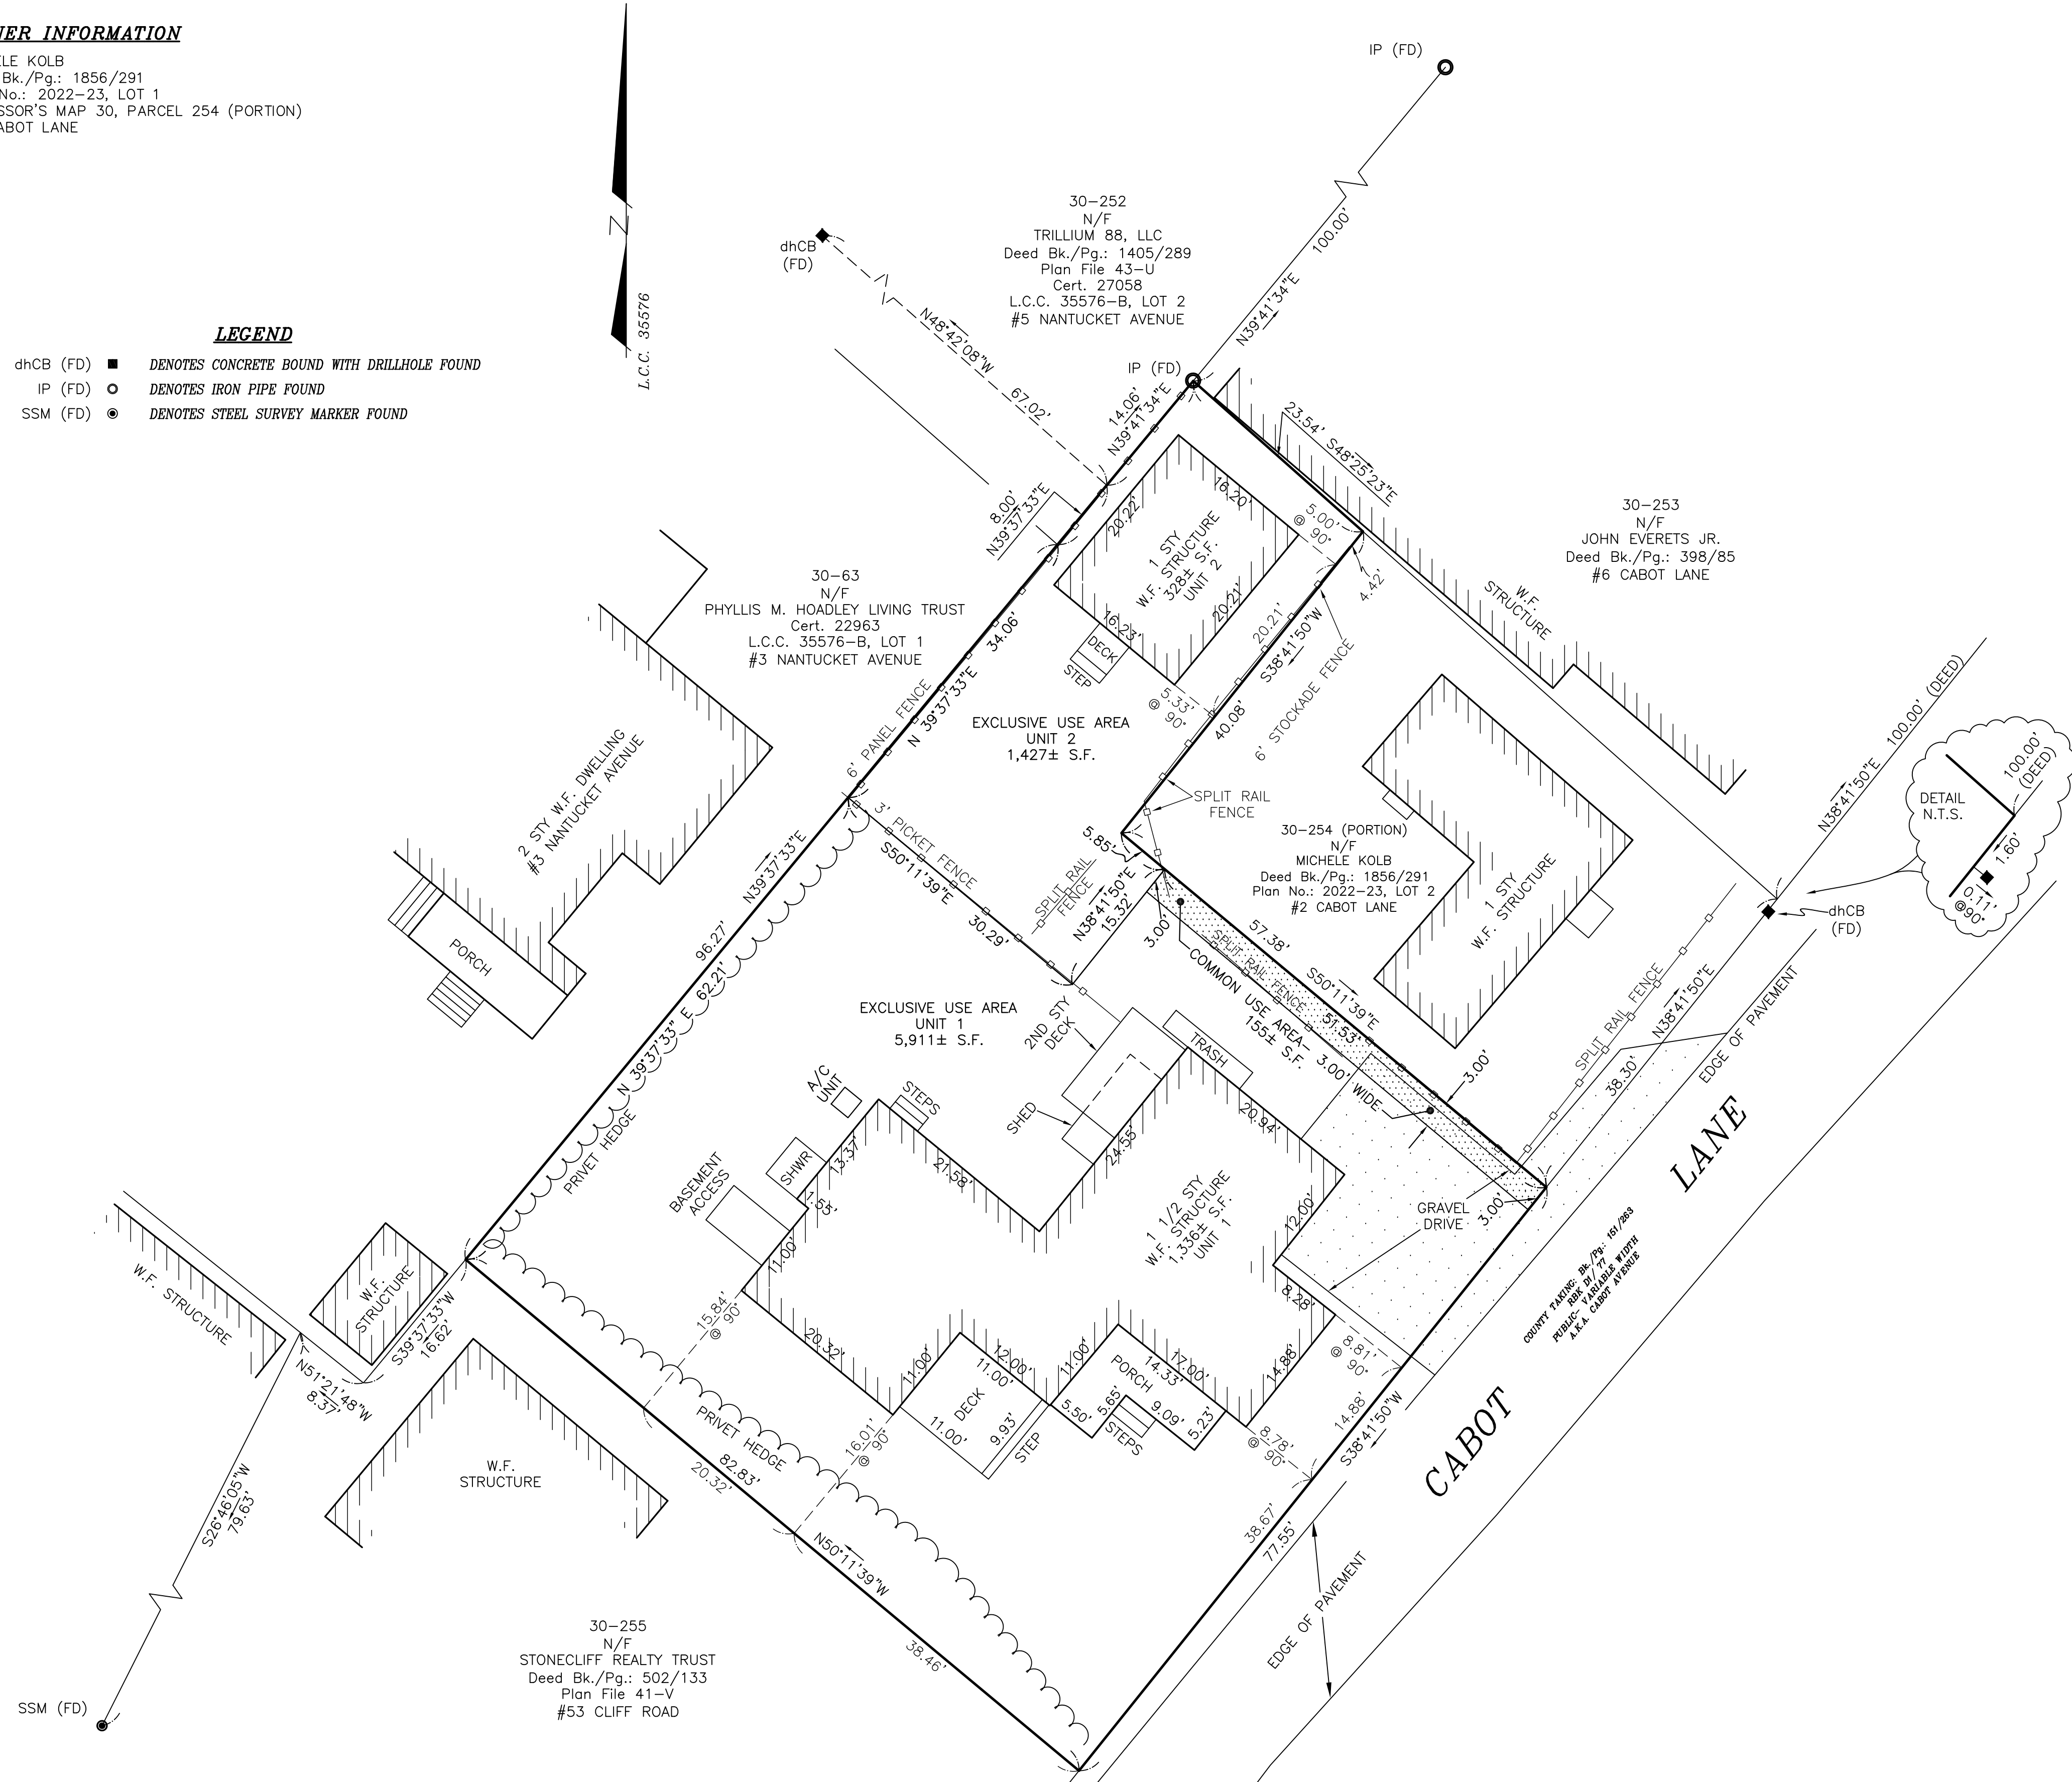 NER INFORMATION
ELE KOLB
Bk./Pg.: 1856/291
No.: 2022-23, LOT 1
SSOR'S MAP 30, PARCEL 254 (PORTION)
ABOT LANE
LEGEND
dhCB (FD) DENOTES CONCRETE BOUND WITH DRILLHOLE FOUND
IP (FD) DENOTES IRON PIPE FOUND
SSM (FD) DENOTES STEEL SURVEY MARKER FOUND
N
L.C.C. 35576
IP (FD)
100.00'
N39°41'34"E
30-252
N/F
TRILLIUM 88, LLC
Deed Bk./Pg.: 1405/289
Plan File 43-U
Cert. 27058
L.C.C. 35576-B, LOT 2
#5 NANTUCKET AVENUE
dhCB
(FD)
N48°42'08"W
67.02'
IP (FD)
14.06'
N39°41'34"E
23.54' S48°25'23"E
8.00'
N39°37'33"E
20.22'
16.20'
1 STY
W.F. STRUCTURE
328± S.F.
UNIT 2
5.00'
@ 90°
4.42'
20.21'
20.21'
S38°41'50"W
16.23'
DECK
STEP
5.33'
@ 90°
40.08'
6' STOCKADE FENCE
30-253
N/F
JOHN EVERETS JR.
Deed Bk./Pg.: 398/85
#6 CABOT LANE
W.F.
STRUCTURE
30-63
N/F
PHYLLIS M. HOADLEY LIVING TRUST
Cert. 22963
L.C.C. 35576-B, LOT 1
#3 NANTUCKET AVENUE
34.06'
N 39°37'33"E
6' PANEL FENCE
EXCLUSIVE USE AREA
UNIT 2
1,427± S.F.
SPLIT RAIL
FENCE
2 STY W.F. DWELLING
#3 NANTUCKET AVENUE
PORCH
3' PICKET FENCE
S50°11'39"E
30.29'
SPLIT RAIL
FENCE
N38°41'50"E
15.32'
5.85'
3.00'
30-254 (PORTION)
N/F
MICHELE KOLB
Deed Bk./Pg.: 1856/291
Plan No.: 2022-23, LOT 2
#2 CABOT LANE
1 STY
W.F. STRUCTURE
N38°41'50"E 100.00' (DEED)
DETAIL
N.T.S.
100.00'
(DEED)
1.60'
0.11'
@90°
dhCB
(FD)
57.38'
S50°11'39"E
SPLIT RAIL FENCE
51.53'
COMMON USE AREA- 3.00' WIDE
155± S.F.
3.00'
SPLIT RAIL FENCE
N38°41'50"E
38.30'
EDGE OF PAVEMENT
N39°37'33"E
96.27'
N 39°37'33" E 62.21'
PRIVET HEDGE
EXCLUSIVE USE AREA
UNIT 1
5,911± S.F.
2ND STY
DECK
TRASH
SHED
A/C
UNIT
STEPS
SHWR
13.37'
21.58'
24.55'
20.94'
BASEMENT
ACCESS
1.55'
11.00'
1 1/2 STY
W.F. STRUCTURE
1,336± S.F.
UNIT 1
12.00'
GRAVEL
DRIVE
3.00'
8.28'
COUNTY TAKING: Bk./Pg.: 151/263
RBK D1/ 77
PUBLIC- VARIABLE WIDTH
A.K.A. CABOT AVENUE
CABOT LANE
W.F. STRUCTURE
W.F.
STRUCTURE
S39°37'33"W
16.62'
N51°21'48"W
8.37'
S26°46'05"W
79.63'
SSM (FD)
W.F.
STRUCTURE
15.84'
@ 90°
20.32'
11.00'
12.00'
11.00'
DECK
11.00'
9.93'
STEP
11.00'
PORCH
14.33'
17.00'
5.50'
5.65'
9.09'
5.23'
STEPS
14.88'
8.81'
@ 90°
14.88'
S38°41'50"W
8.78'
@ 90°
16.01'
@ 90°
PRIVET HEDGE
82.83'
20.32'
N50°11'39"W
38.46'
38.67'
77.55'
EDGE OF PAVEMENT
30-255
N/F
STONECLIFF REALTY TRUST
Deed Bk./Pg.: 502/133
Plan File 41-V
#53 CLIFF ROAD